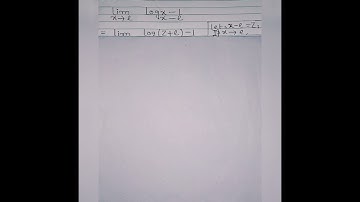 lim log x - 1
x→e x - e
= lim log(z+e) - 1 Let, x-e = z,
If x→e,